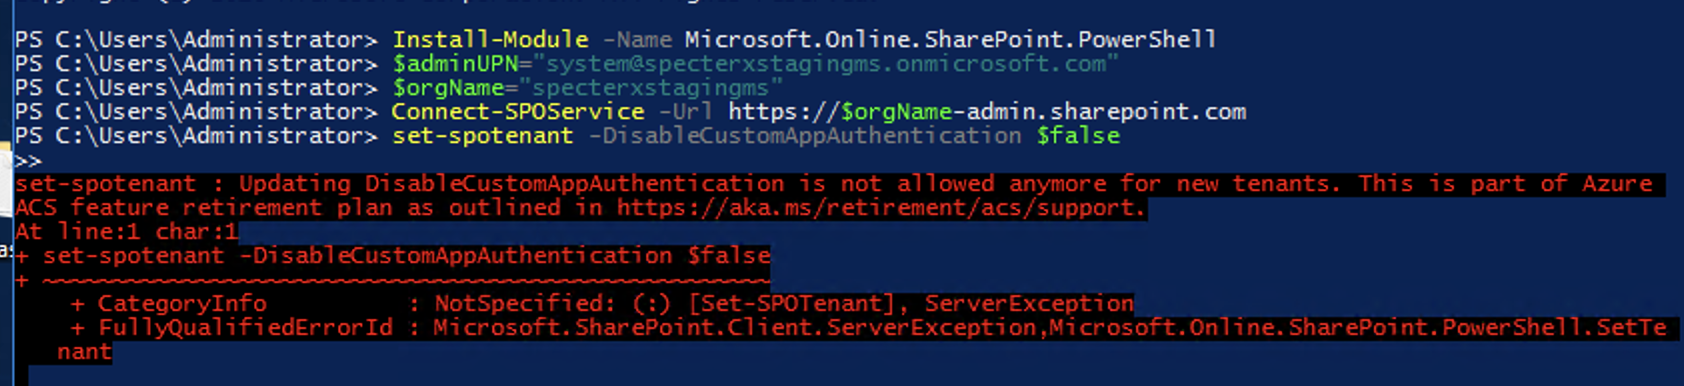 PS C:\Users\Administrator> Install-Module -Name Microsoft.Online.SharePoint.PowerShell
PS C:\Users\Administrator> $adminUPN="system@specterxstagingms.onmicrosoft.com"
PS C:\Users\Administrator> $orgName="specterxstagingms"
PS C:\Users\Administrator> Connect-SPOService -Url https://$orgName-admin.sharepoint.com
PS C:\Users\Administrator> set-spotenant -DisableCustomAppAuthentication $false
>>
set-spotenant : Updating DisableCustomAppAuthentication is not allowed anymore for new tenants. This is part of Azure
ACS feature retirement plan as outlined in https://aka.ms/retirement/acs/support.
At line:1 char:1
+ set-spotenant -DisableCustomAppAuthentication $false
+ ~~~~~~~~~~~~~~~~~~~~~~~~~~~~~~~~~~~~~~~~~~~~~~~~~~~~
+ CategoryInfo          : NotSpecified: (:) [Set-SPOTenant], ServerException
+ FullyQualifiedErrorId : Microsoft.SharePoint.Client.ServerException,Microsoft.Online.SharePoint.PowerShell.SetTe
nant